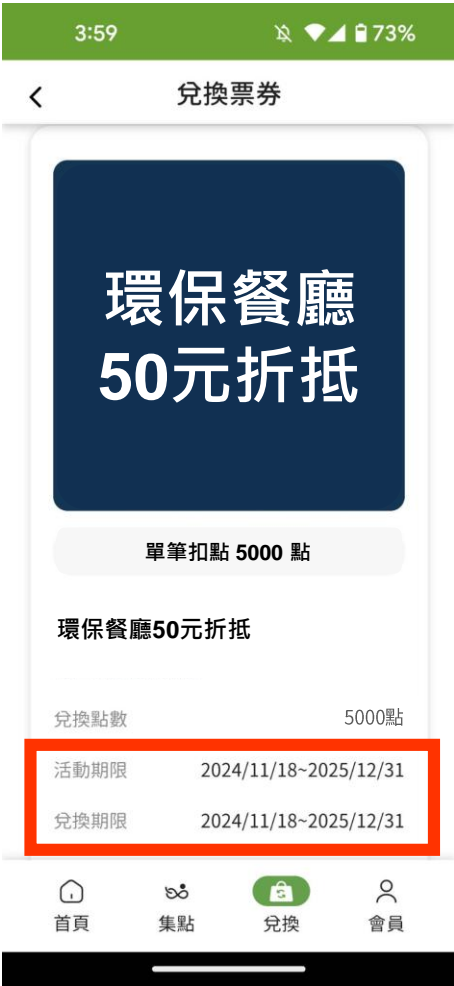 3:59
73%
兌換票券
環保餐廳
50元折抵
單筆扣點 5000 點
環保餐廳50元折抵
兌換點數 5000點
活動期限 2024/11/18~2025/12/31
兌換期限 2024/11/18~2025/12/31
首頁 集點 兌換 會員